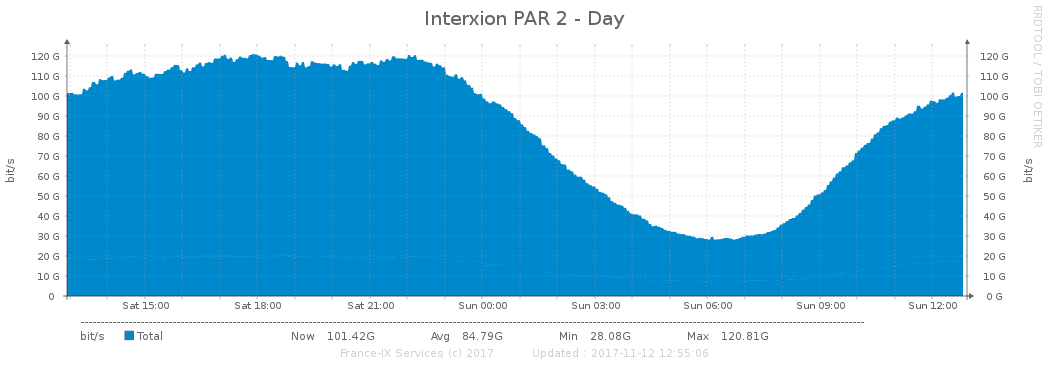 Interxion PAR 2 - Day
RRDTOOL / TOBI OETIKER
bit/s
120 G
110 G
100 G
90 G
80 G
70 G
60 G
50 G
40 G
30 G
20 G
10 G
0
120 G
110 G
100 G
90 G
80 G
70 G
60 G
50 G
40 G
30 G
20 G
10 G
0 G
bit/s
Sat 15:00 Sat 18:00 Sat 21:00 Sun 00:00 Sun 03:00 Sun 06:00 Sun 09:00 Sun 12:00
bit/s Total Now 101.42G Avg 84.79G Min 28.08G Max 120.81G
France-IX Services (c) 2017 Updated : 2017-11-12 12:55:06